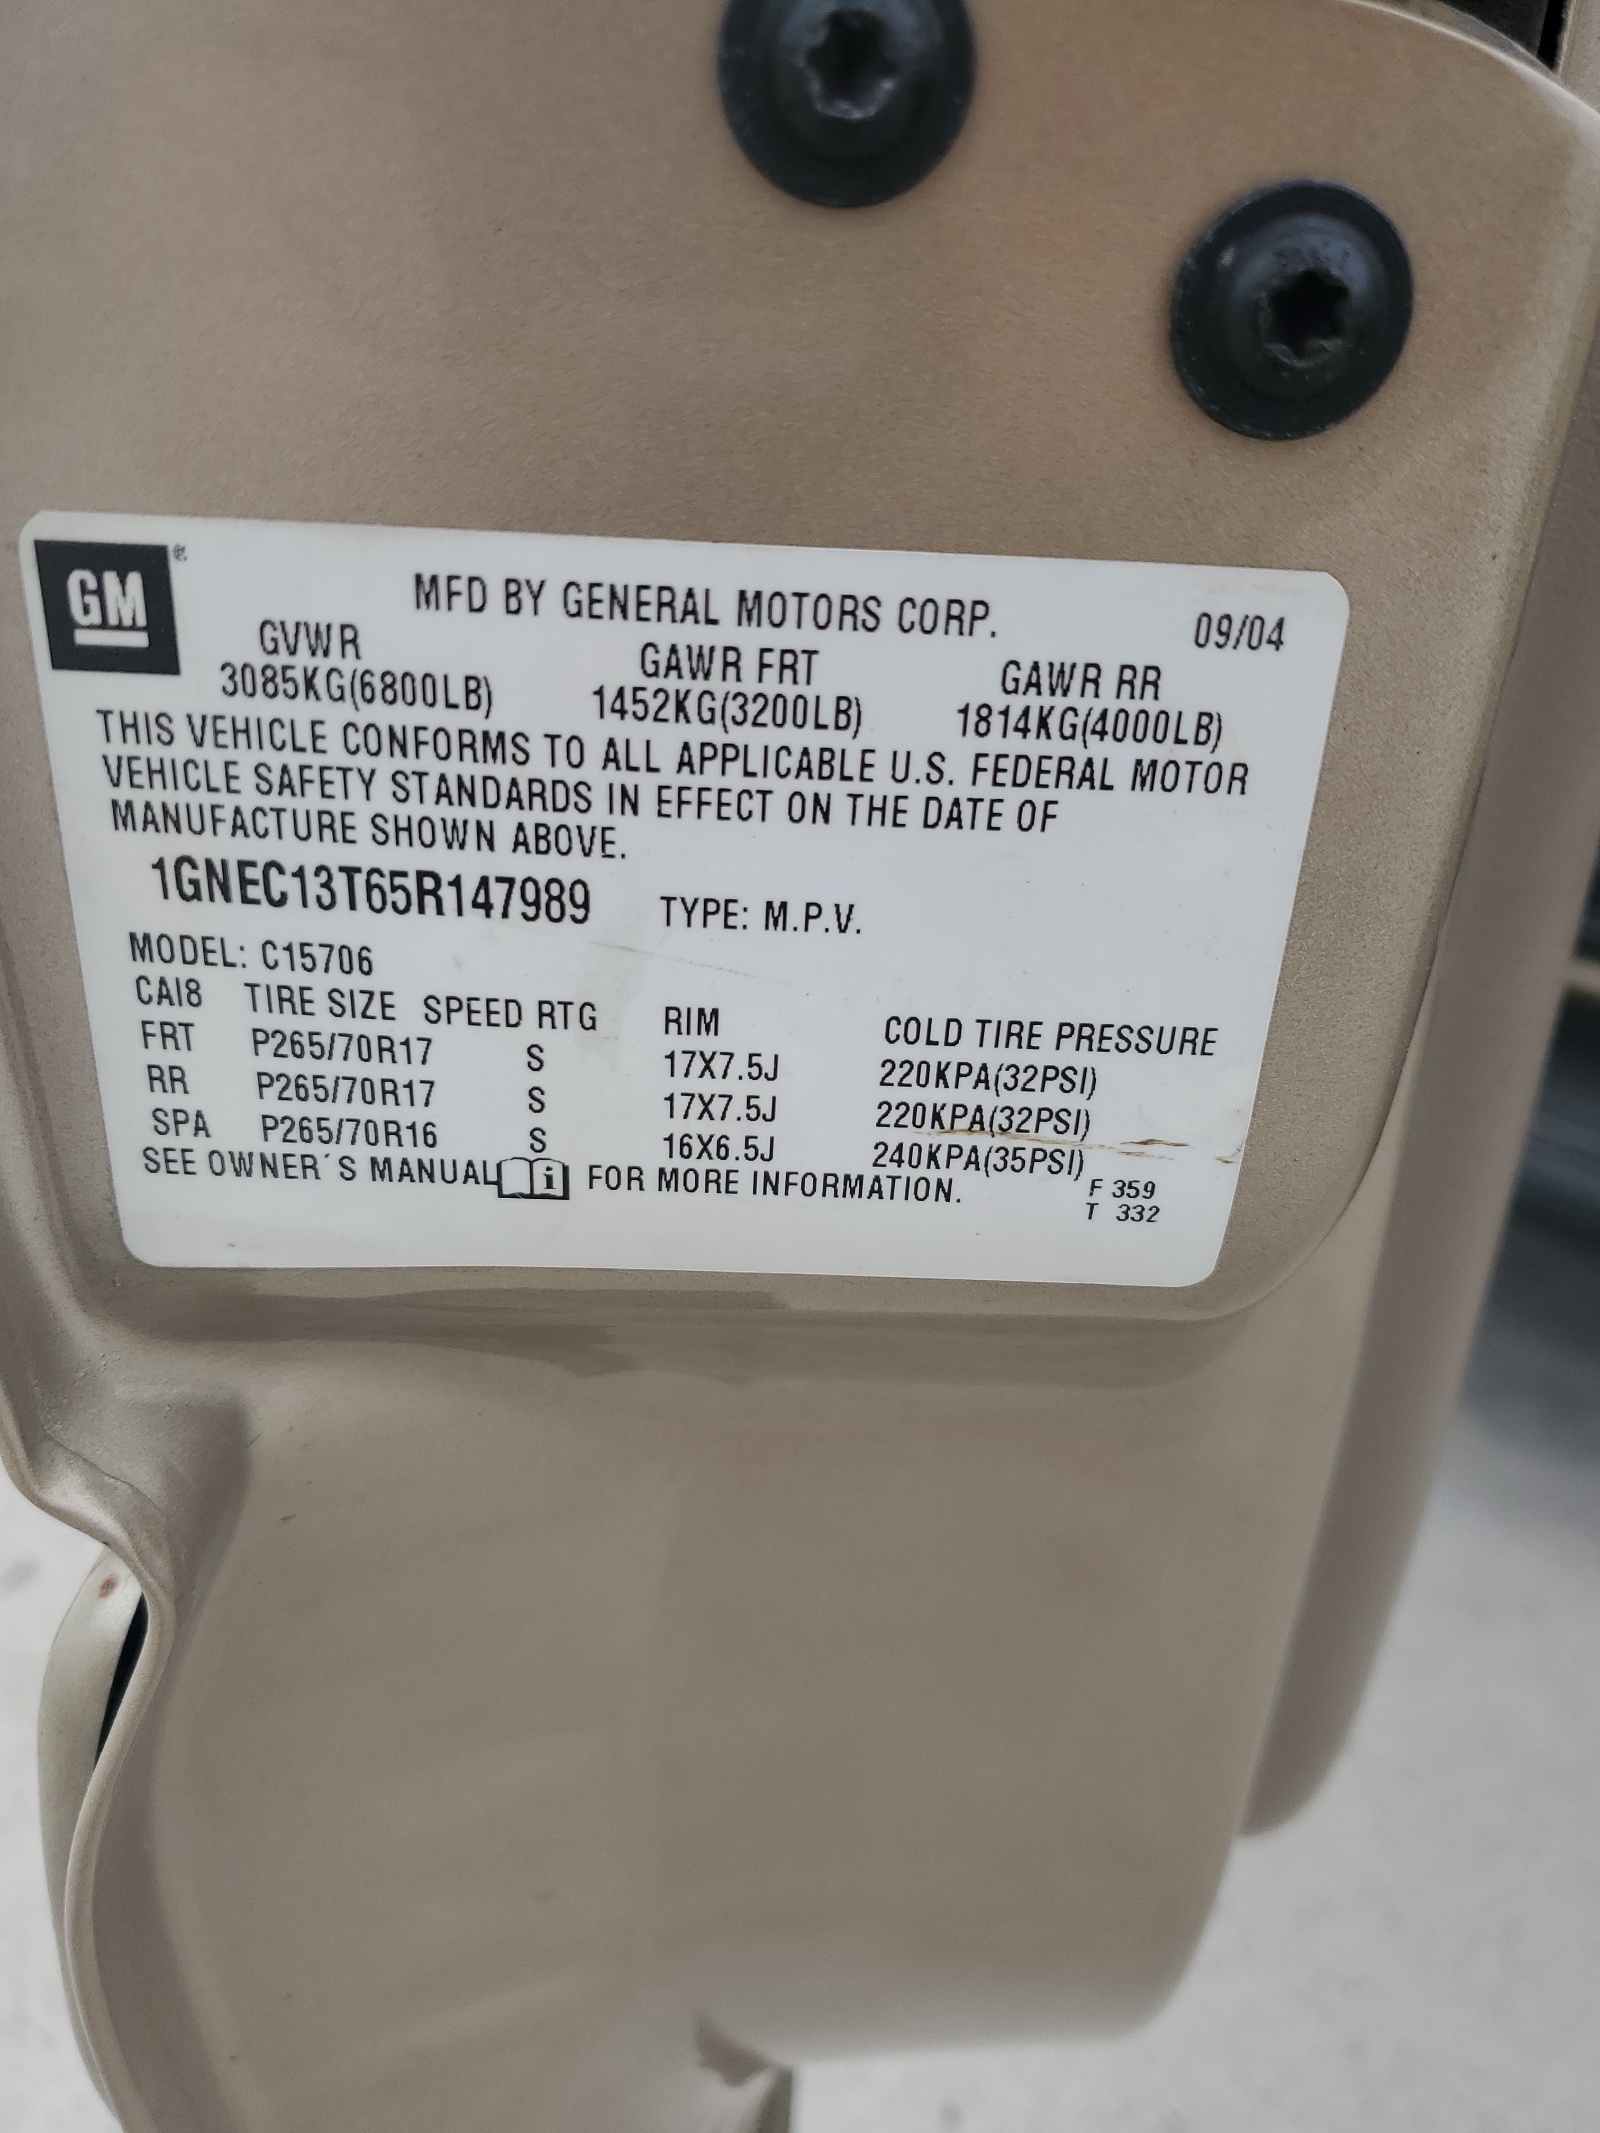 GM®
MFD BY GENERAL MOTORS CORP. 09/04
GVWR GAWR FRT GAWR RR
3085KG(6800LB) 1452KG(3200LB) 1814KG(4000LB)
THIS VEHICLE CONFORMS TO ALL APPLICABLE U.S. FEDERAL MOTOR
VEHICLE SAFETY STANDARDS IN EFFECT ON THE DATE OF
MANUFACTURE SHOWN ABOVE.
1GNEC13T65R147989 TYPE: M.P.V.
MODEL: C15706
CAI8 TIRE SIZE SPEED RTG RIM COLD TIRE PRESSURE
FRT P265/70R17 S 17X7.5J 220KPA(32PSI)
RR P265/70R17 S 17X7.5J 220KPA(32PSI)
SPA P265/70R16 S 16X6.5J 240KPA(35PSI)
SEE OWNER´S MANUAL i FOR MORE INFORMATION.
F 359
T 332